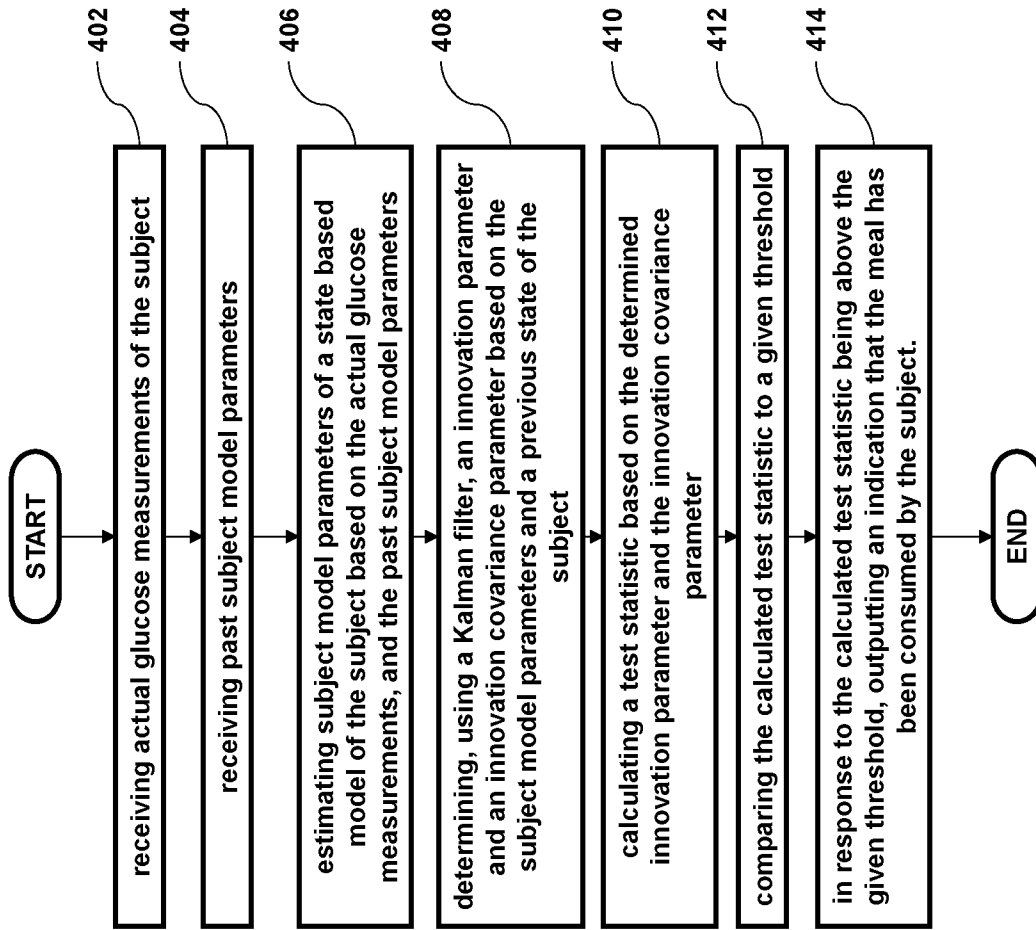 START
receiving actual glucose measurements of the subject
402
receiving past subject model parameters
404
estimating subject model parameters of a state based
model of the subject based on the actual glucose
measurements, and the past subject model parameters
406
determining, using a Kalman filter, an innovation parameter
and an innovation covariance parameter based on the
subject model parameters and a previous state of the
subject
408
calculating a test statistic based on the determined
innovation parameter and the innovation covariance
parameter
410
comparing the calculated test statistic to a given threshold
412
in response to the calculated test statistic being above the
given threshold, outputting an indication that the meal has
been consumed by the subject.
414
END